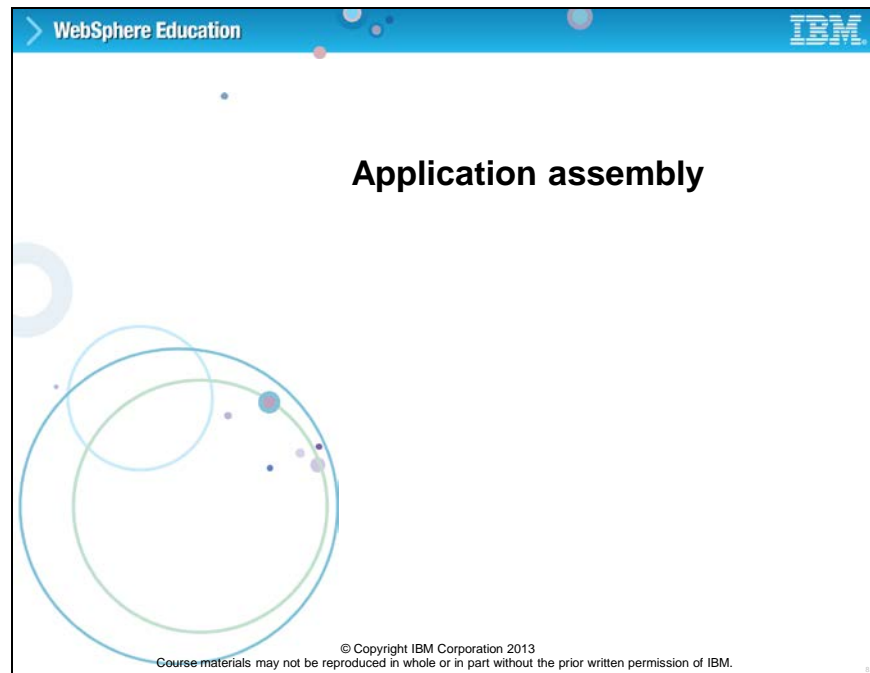 WebSphere Education
IBM.
Application assembly
© Copyright IBM Corporation 2013
Course materials may not be reproduced in whole or in part without the prior written permission of IBM.